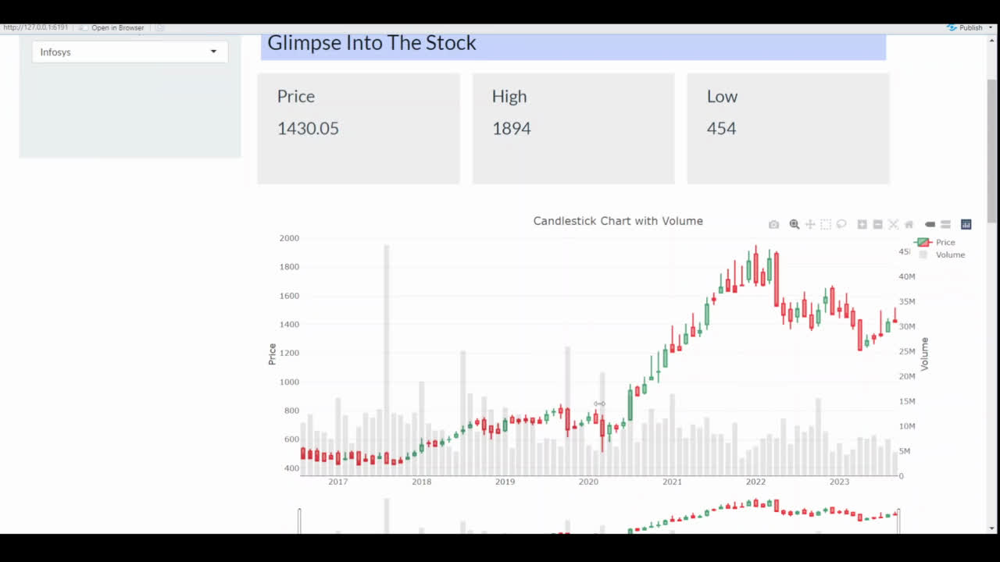 http://127.0.0.1:6191 Open in Browser Publish
Infosys
Glimpse Into The Stock
Price High Low
1430.05 1894 454
Candlestick Chart with Volume
Price
Volume
2000
1800
1600
1400
1200
1000
800
600
400
Price
45
40M
35M
30M
25M
20M
15M
10M
5M
0
Volume
2017 2018 2019 2020 2021 2022 2023